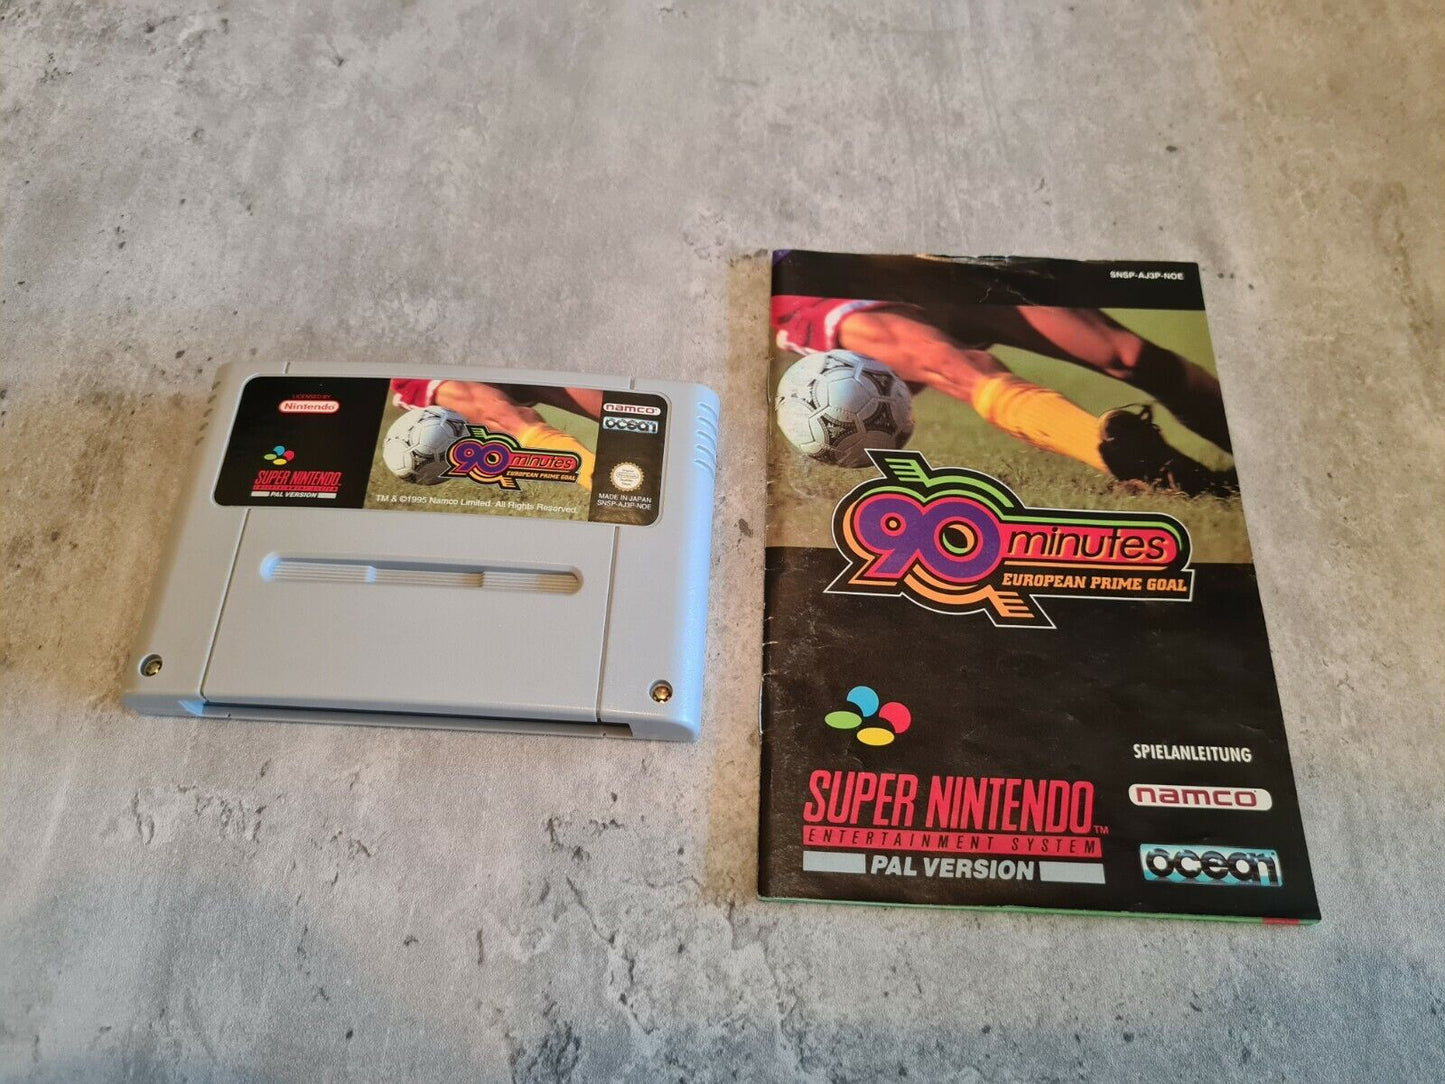 LICENSED BY
Nintendo
SUPER NINTENDO
ENTERTAINMENT SYSTEM
PAL VERSION
90 minutes
EUROPEAN PRIME GOAL
TM & ©1995 Namco Limited. All Rights Reserved.
namco
ocean
MADE IN JAPAN
SNSP-AJ3P-NOE
SNSP-AJ3P-NOE
90 minutes
EUROPEAN PRIME GOAL
SPIELANLEITUNG
namco
ocean
SUPER NINTENDO™
ENTERTAINMENT SYSTEM
PAL VERSION